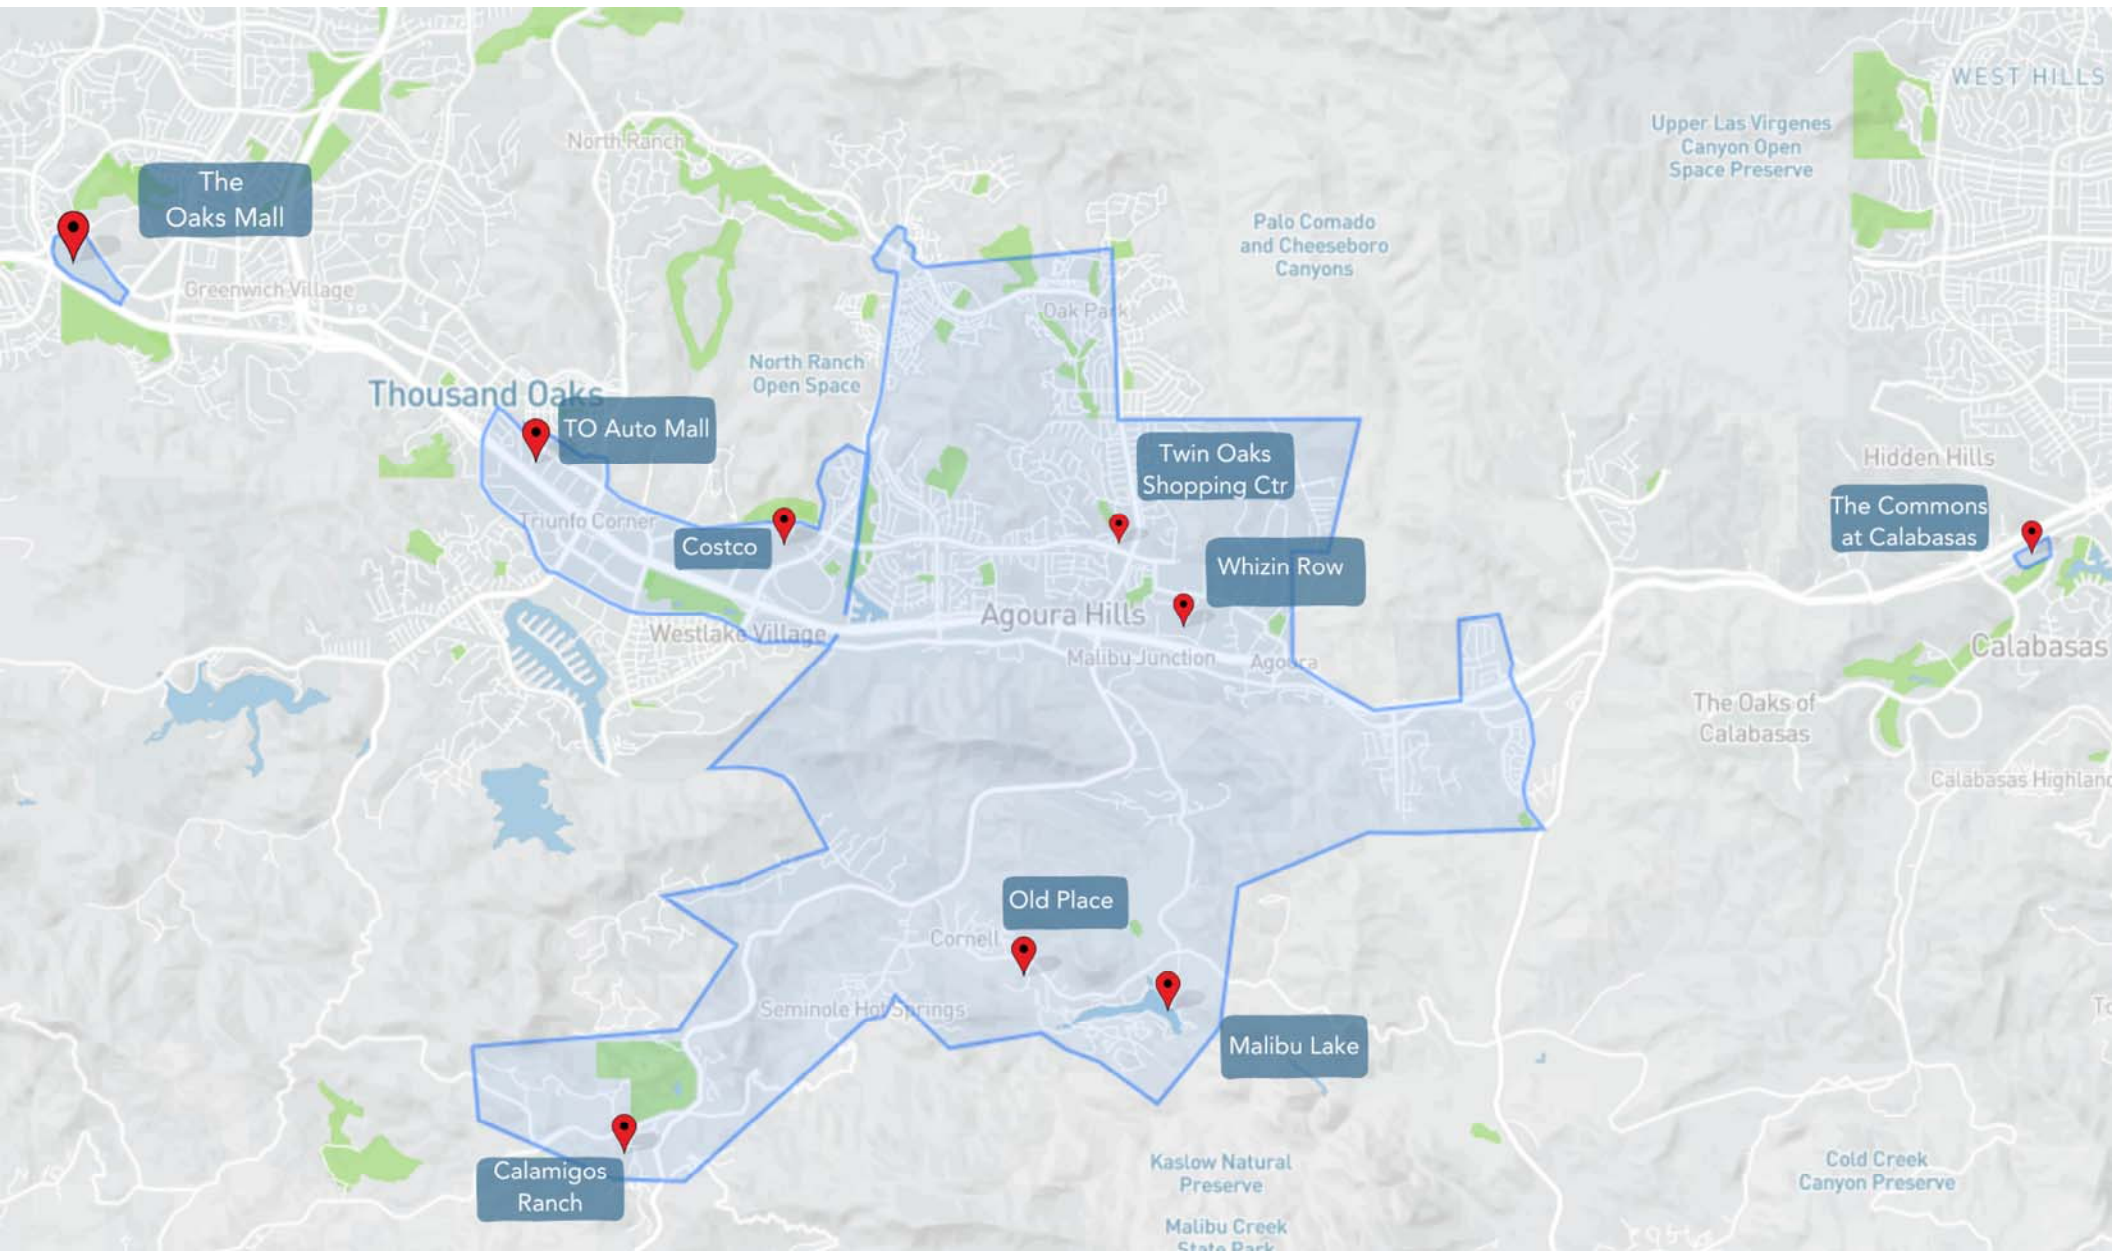 WEST HILLS
Upper Las Virgenes
Canyon Open
Space Preserve
North Ranch
The
Oaks Mall
Palo Comado
and Cheeseboro
Canyons
Greenwich Village
Oak Park
North Ranch
Open Space
Thousand Oaks
TO Auto Mall
Twin Oaks
Shopping Ctr
Hidden Hills
The Commons
at Calabasas
Triunfo Corner
Costco
Whizin Row
Agoura Hills
Westlake Village
Malibu Junction
Agoura
Calabasas
The Oaks of
Calabasas
Calabasas Highlan
Old Place
Cornell
Seminole Hot Springs
Malibu Lake
Calamigos
Ranch
Kaslow Natural
Preserve
Cold Creek
Canyon Preserve
Malibu Creek
State Park